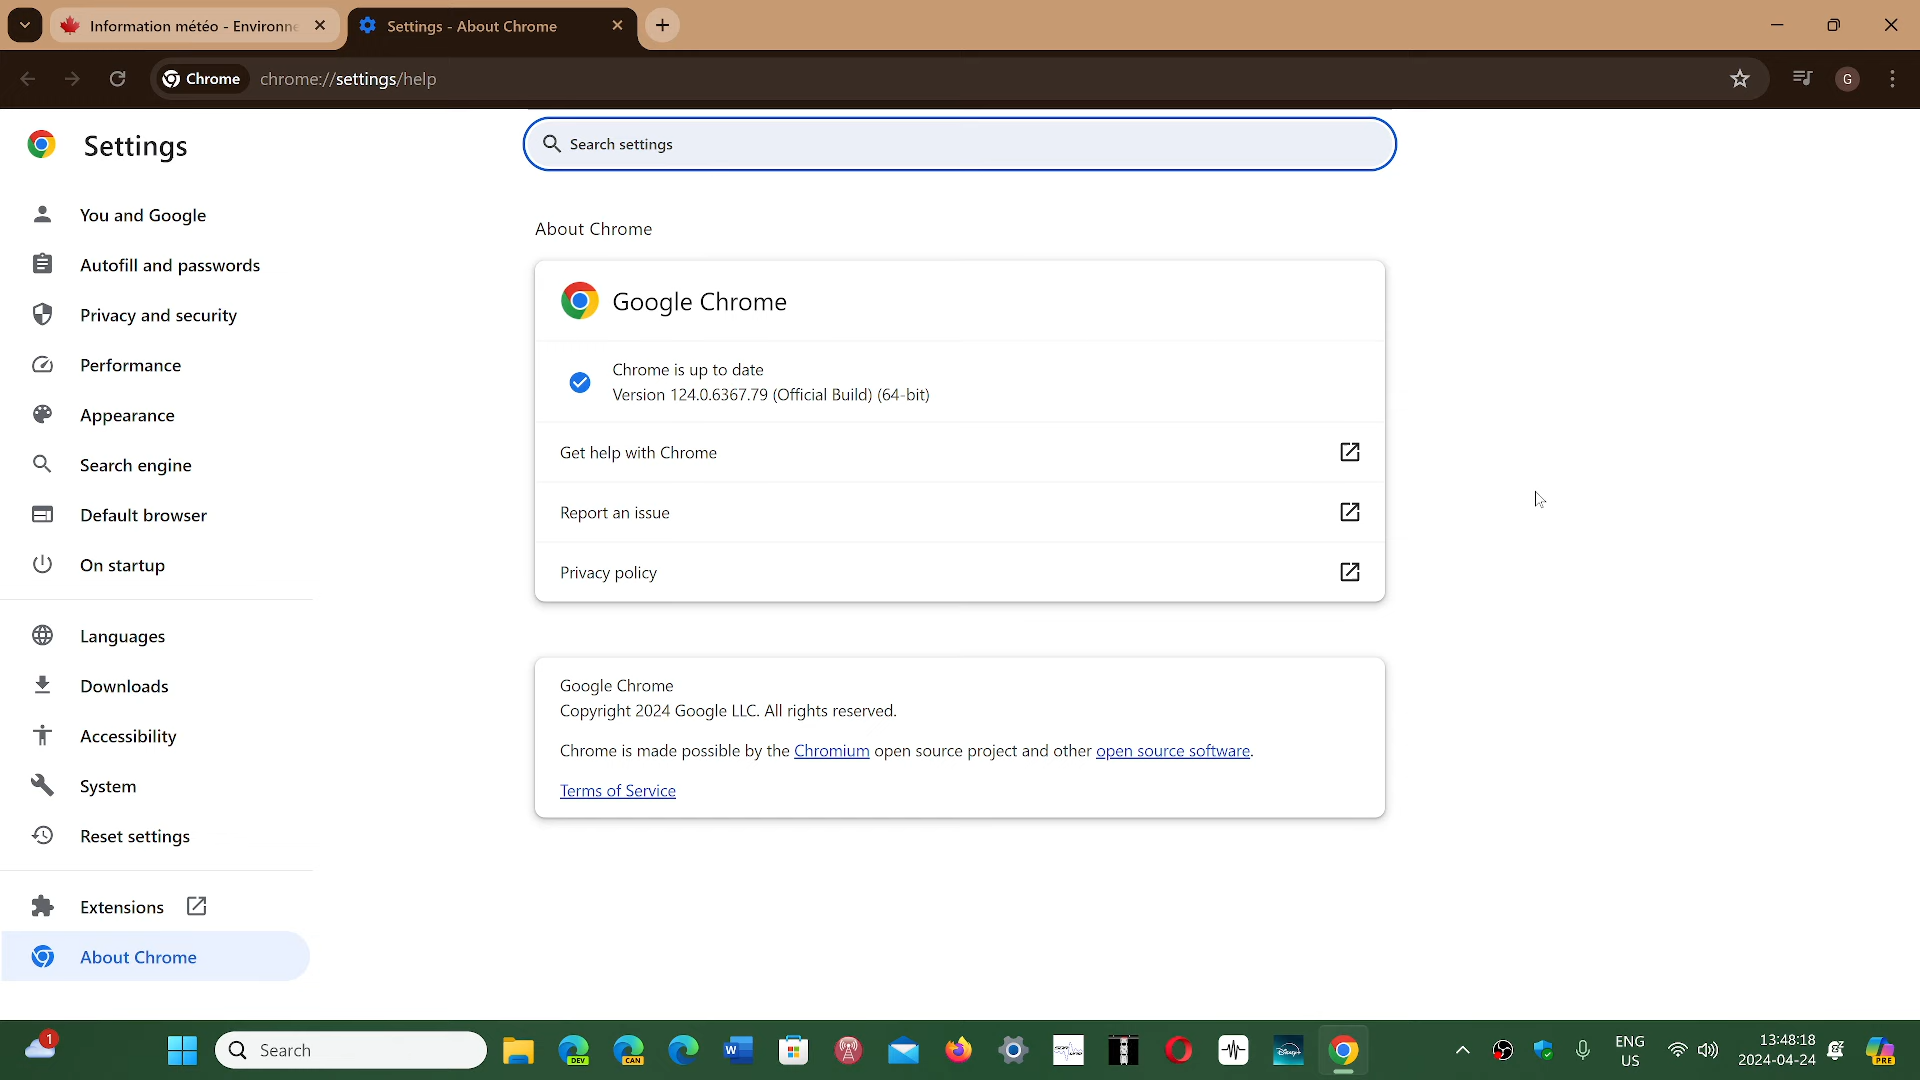 Information météo - Environne
Settings - About Chrome
Chrome
chrome://settings/help
G
Settings
Search settings
You and Google
Autofill and passwords
Privacy and security
Performance
Appearance
Search engine
Default browser
On startup
Languages
Downloads
Accessibility
System
Reset settings
Extensions
About Chrome
About Chrome
Google Chrome
Chrome is up to date
Version 124.0.6367.79 (Official Build) (64-bit)
Get help with Chrome
Report an issue
Privacy policy
Google Chrome
Copyright 2024 Google LLC. All rights reserved.
Chrome is made possible by the Chromium open source project and other open source software.
Terms of Service
1
Search
DEV
CAN
W
Disney+
ENG
US
13:48:18
2024-04-24
PRE